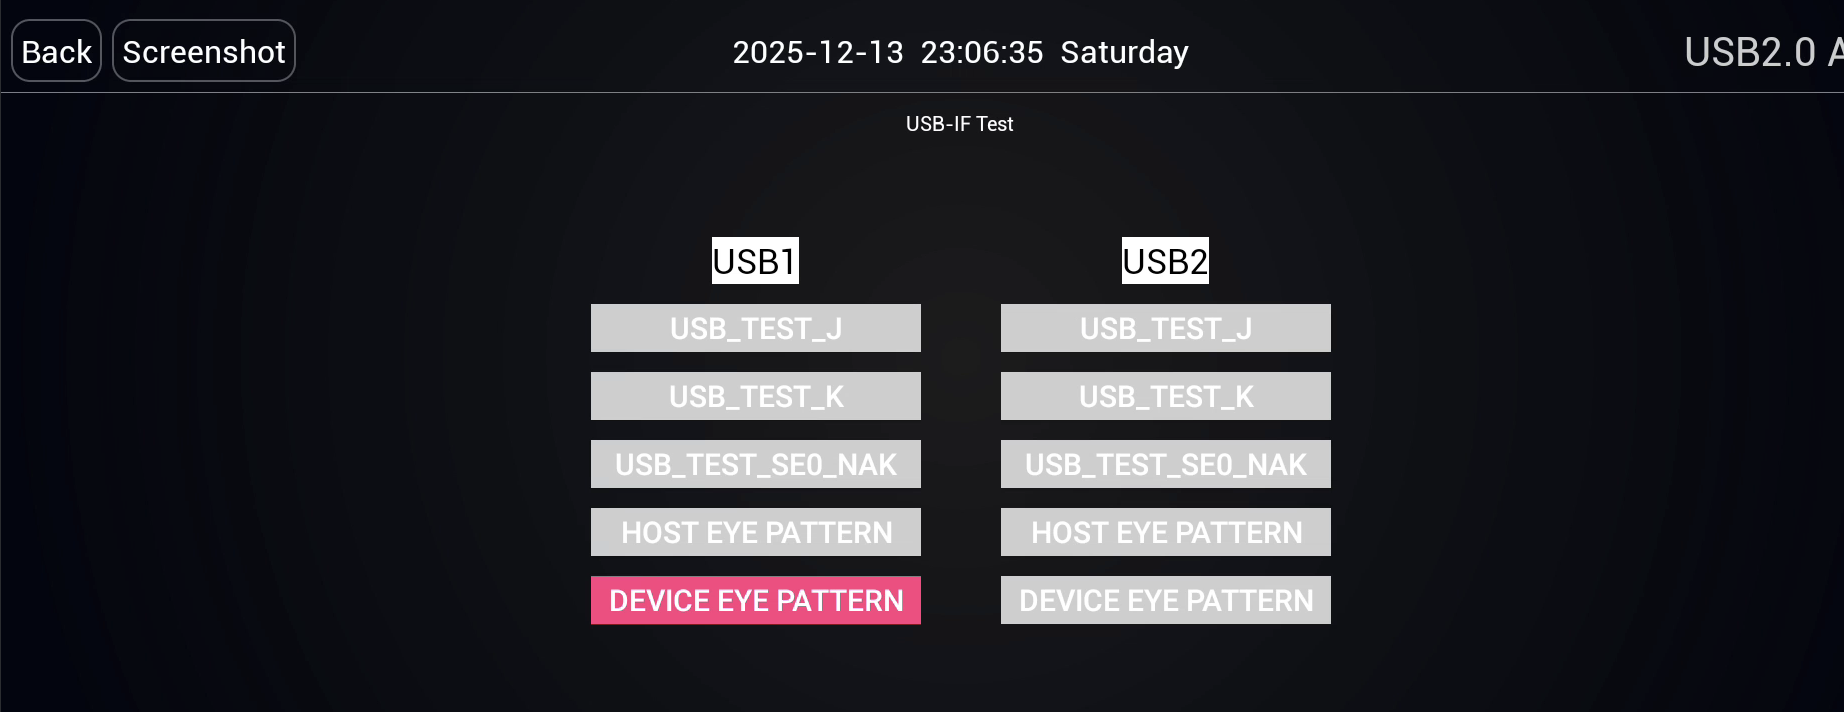 Back Screenshot 2025-12-13 23:06:35 Saturday USB2.0 A
USB-IF Test
USB1 USB2
USB_TEST_J USB_TEST_J
USB_TEST_K USB_TEST_K
USB_TEST_SE0_NAK USB_TEST_SE0_NAK
HOST EYE PATTERN HOST EYE PATTERN
DEVICE EYE PATTERN DEVICE EYE PATTERN